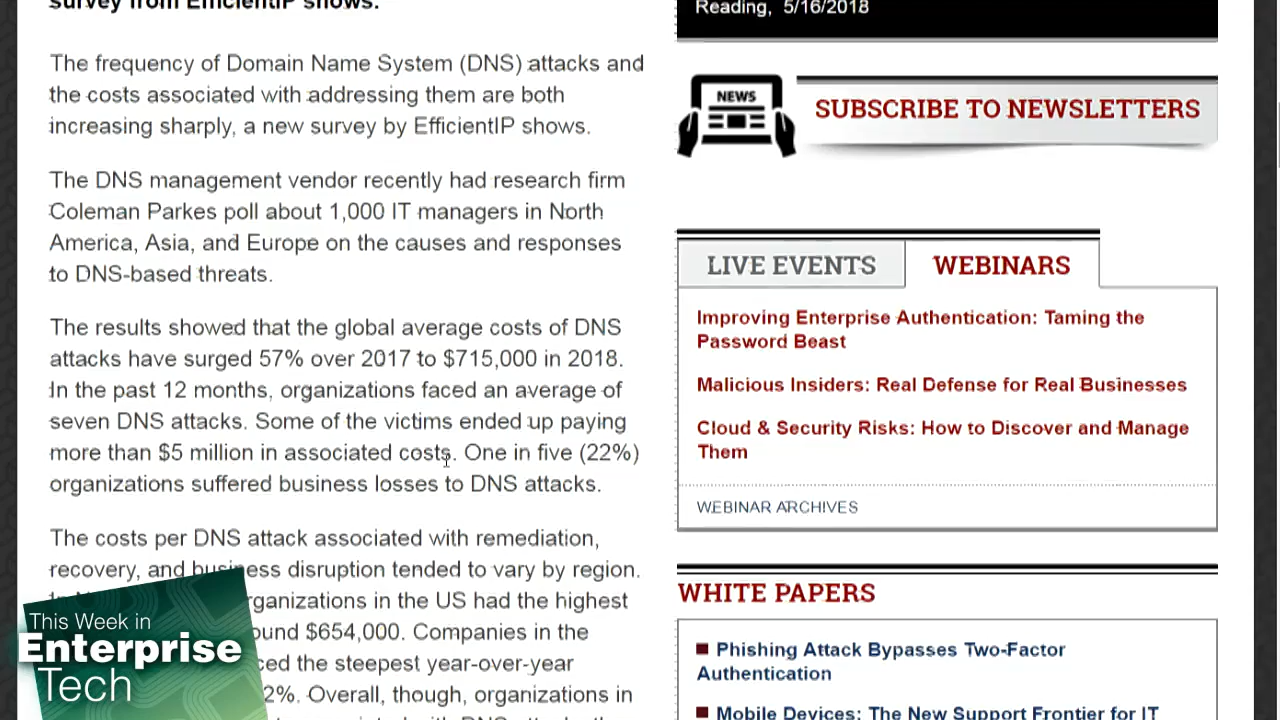 survey from EfficientIP shows.
The frequency of Domain Name System (DNS) attacks and
the costs associated with addressing them are both
increasing sharply, a new survey by EfficientIP shows.
The DNS management vendor recently had research firm
Coleman Parkes poll about 1,000 IT managers in North
America, Asia, and Europe on the causes and responses
to DNS-based threats.
The results showed that the global average costs of DNS
attacks have surged 57% over 2017 to $715,000 in 2018.
In the past 12 months, organizations faced an average of
seven DNS attacks. Some of the victims ended up paying
more than $5 million in associated costs. One in five (22%)
organizations suffered business losses to DNS attacks.
The costs per DNS attack associated with remediation,
recovery, and business disruption tended to vary by region.
organizations in the US had the highest
$654,000. Companies in the
the steepest year-over-year
2%. Overall, though, organizations in
This Week in
Enterprise
Tech
Reading, 5/16/2018
NEWS
SUBSCRIBE TO NEWSLETTERS
LIVE EVENTS
WEBINARS
Improving Enterprise Authentication: Taming the
Password Beast
Malicious Insiders: Real Defense for Real Businesses
Cloud & Security Risks: How to Discover and Manage
Them
WEBINAR ARCHIVES
WHITE PAPERS
Phishing Attack Bypasses Two-Factor
Authentication
Mobile Devices: The New Support Frontier for IT